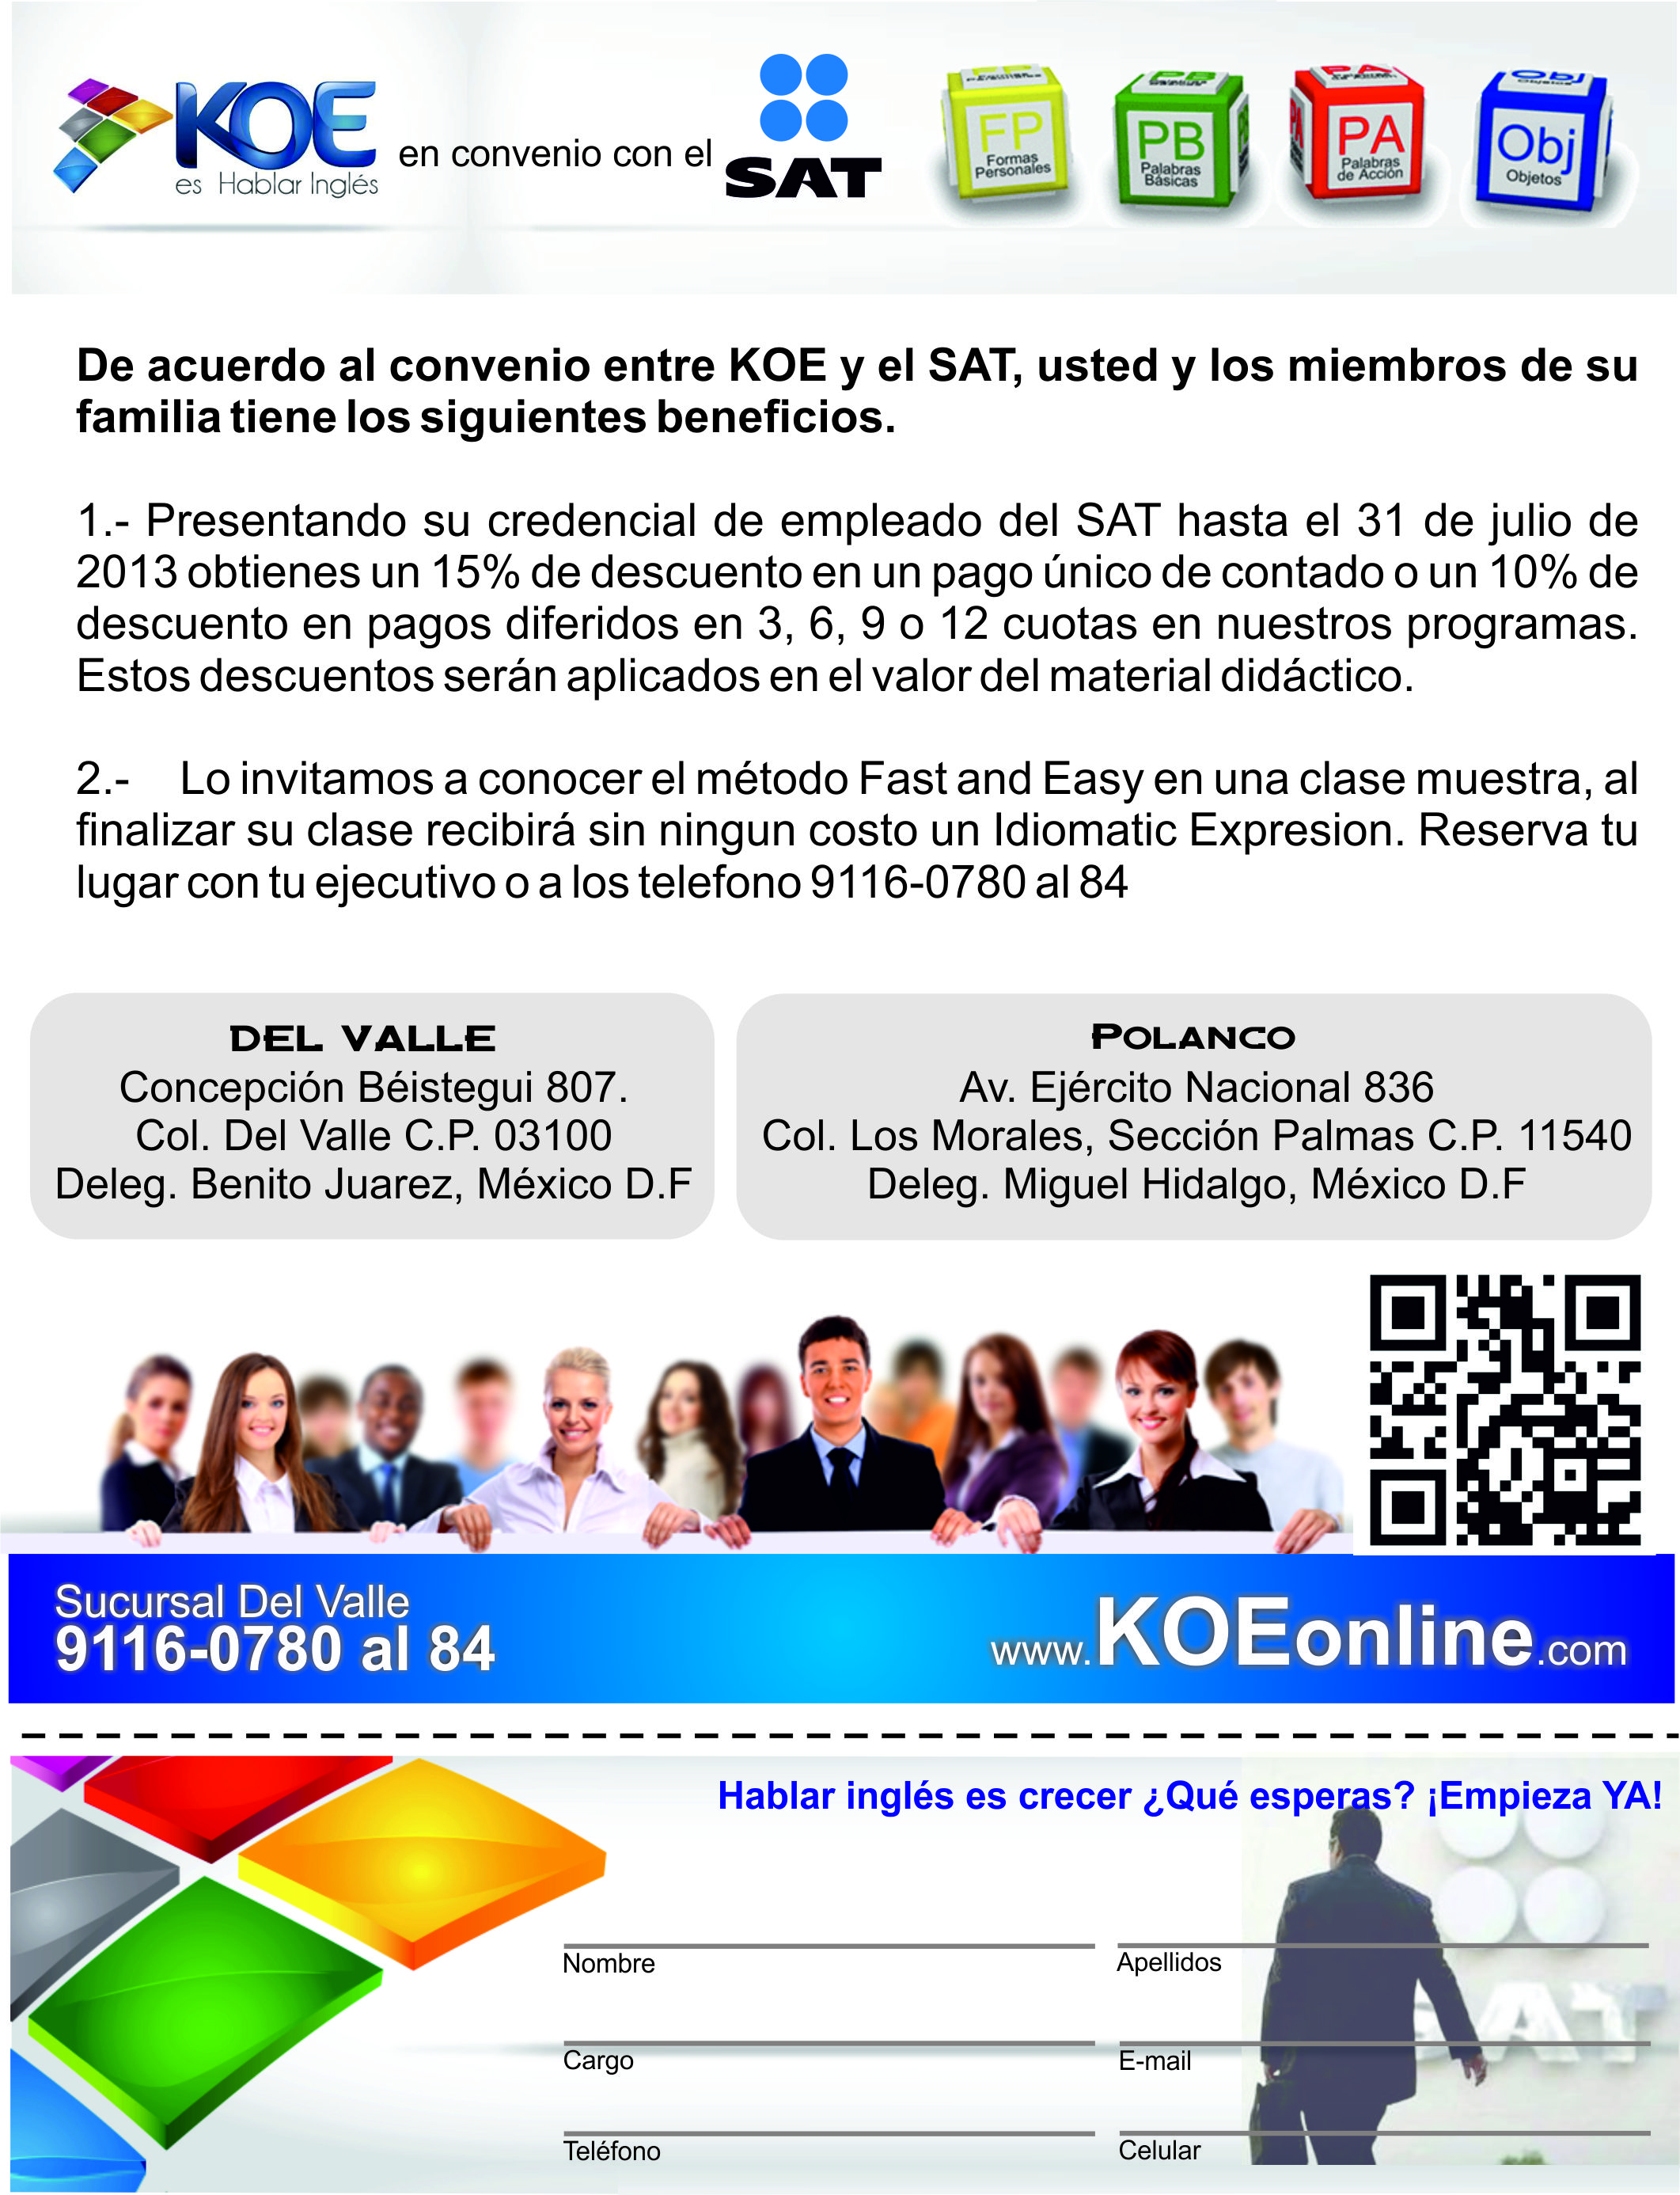 KOE
es Hablar Inglés
en convenio con el
SAT
FP
Formas
Personales
PB
Palabras
Básicas
PA
Palabras
de Acción
Obj
Objetos
De acuerdo al convenio entre KOE y el SAT, usted y los miembros de su
familia tiene los siguientes beneficios.
1.- Presentando su credencial de empleado del SAT hasta el 31 de julio de
2013 obtienes un 15% de descuento en un pago único de contado o un 10% de
descuento en pagos diferidos en 3, 6, 9 o 12 cuotas en nuestros programas.
Estos descuentos serán aplicados en el valor del material didáctico.
2.- Lo invitamos a conocer el método Fast and Easy en una clase muestra, al
finalizar su clase recibirá sin ningun costo un Idiomatic Expresion. Reserva tu
lugar con tu ejecutivo o a los telefono 9116-0780 al 84
DEL VALLE
Concepción Béistegui 807.
Col. Del Valle C.P. 03100
Deleg. Benito Juarez, México D.F
POLANCO
Av. Ejército Nacional 836
Col. Los Morales, Sección Palmas C.P. 11540
Deleg. Miguel Hidalgo, México D.F
Sucursal Del Valle
9116-0780 al 84
www.KOEonline.com
Hablar inglés es crecer ¿Qué esperas? ¡Empieza YA!
Nombre
Apellidos
Cargo
E-mail
Teléfono
Celular
SAT